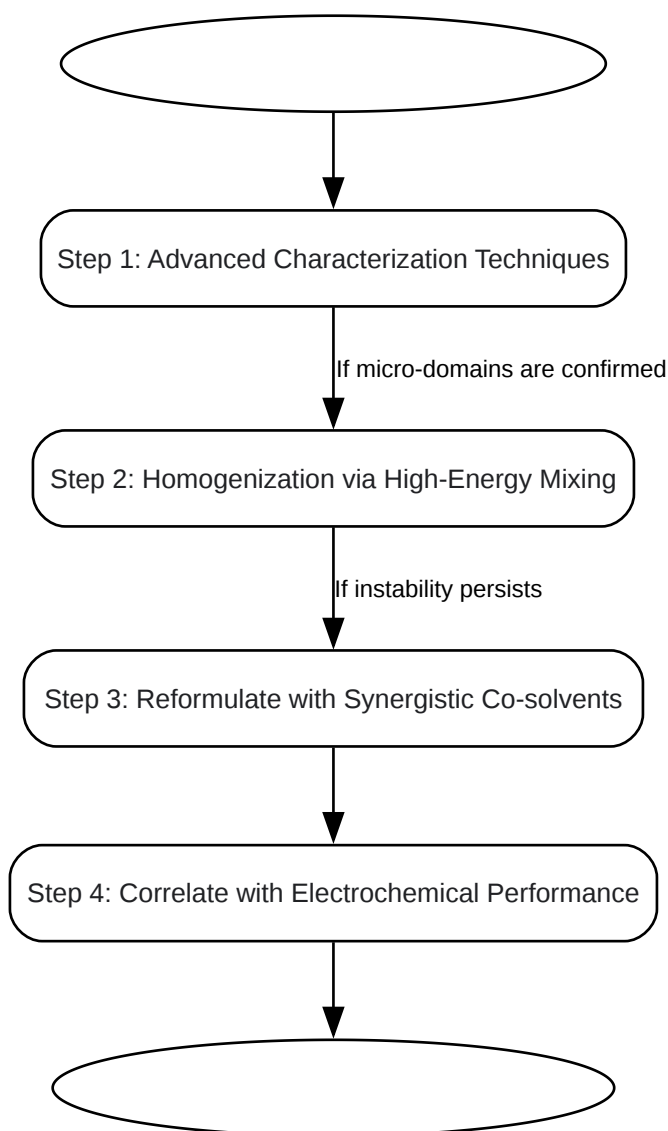 Step 1: Advanced Characterization Techniques
If micro-domains are confirmed
Step 2: Homogenization via High-Energy Mixing
If instability persists
Step 3: Reformulate with Synergistic Co-solvents
Step 4: Correlate with Electrochemical Performance